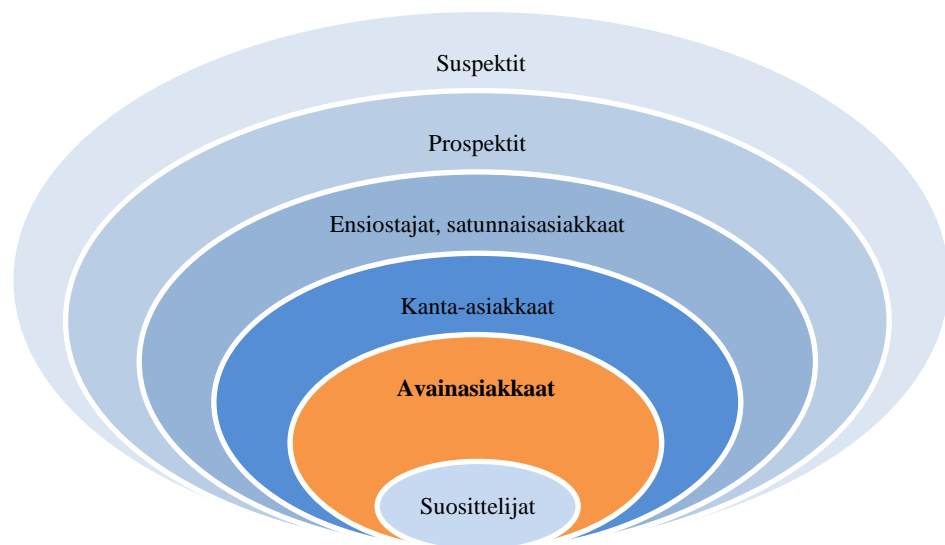 Suspektit
Prospektit
Ensiostajat, satunnaisasiakkaat
Kanta-asiakkaat
Avainasiakkaat
Suosittelijat